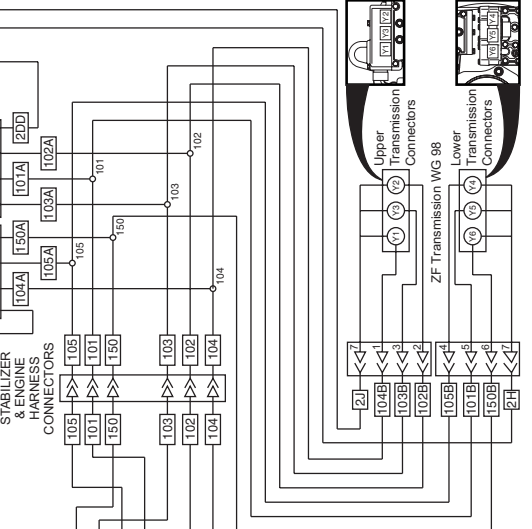 Y1 Y3 Y2
Y6 Y5 Y4
Upper
Transmission
Connectors
Lower
Transmission
Connectors
ZF Transmission WG 98
Y2
Y3
Y1
Y4
Y5
Y6
2DD
102A
101A
103A
150A
105A
104A
102
101
103
150
105
104
STABILIZER
& ENGINE
HARNESS
CONNECTORS
105
101
150
103
102
104
105
101
150
103
102
104
7
1
3
2
4
5
6
7
2J
104B
103B
102B
105B
101B
150B
2H